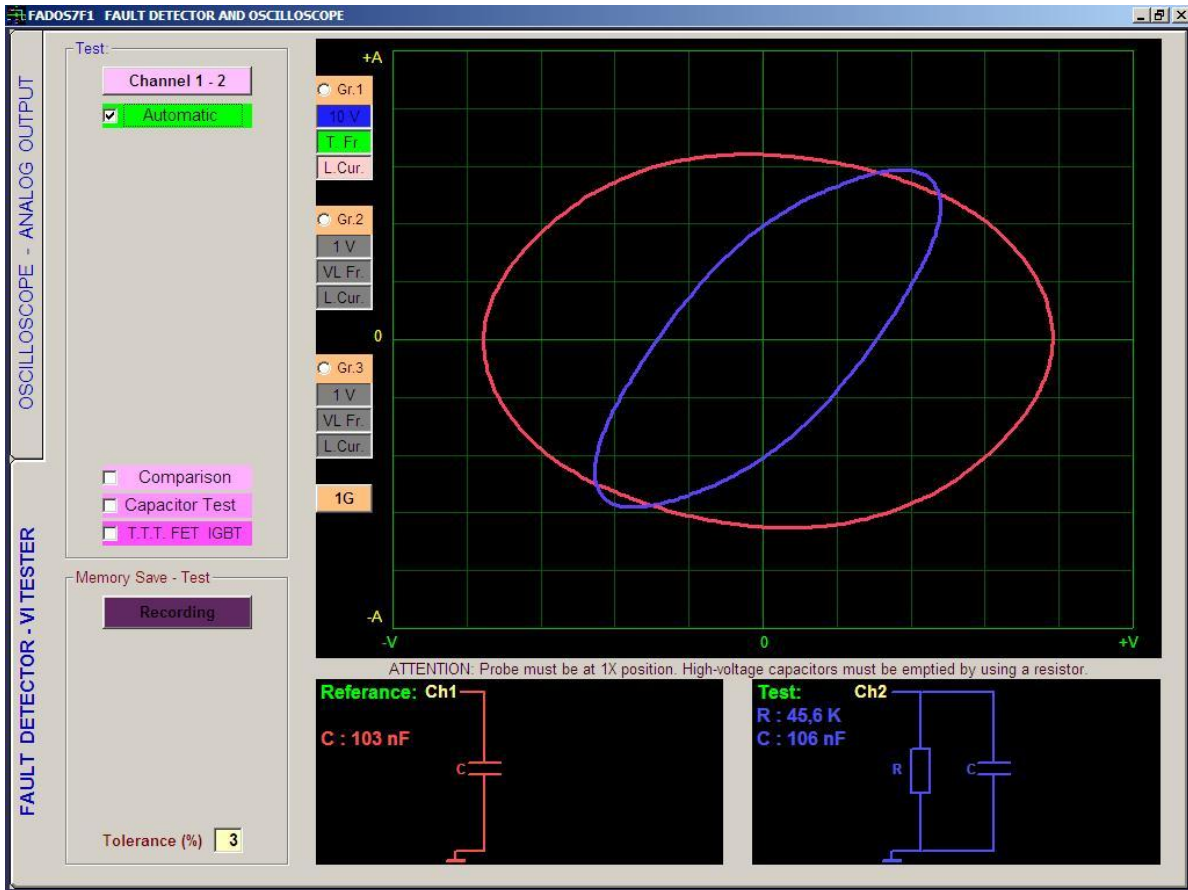 FADOS7F1 FAULT DETECTOR AND OSCILLOSCOPE
OSCILLOSCOPE - ANALOG OUTPUT
FAULT DETECTOR - VI TESTER
Test:
Channel 1 - 2
Automatic
Comparison
Capacitor Test
T.T.T. FET IGBT
Memory Save - Test
Recording
Tolerance (%) 3
+A
Gr.1
10 V
T. Fr.
L.Cur.
Gr.2
1 V
VL Fr.
L.Cur.
0
Gr.3
1 V
VL Fr.
L.Cur.
1G
-A
-V 0 +V
ATTENTION: Probe must be at 1X position. High-voltage capacitors must be emptied by using a resistor.
Referance: Ch1
C : 103 nF
C
Test: Ch2
R : 45,6 K
C : 106 nF
R C